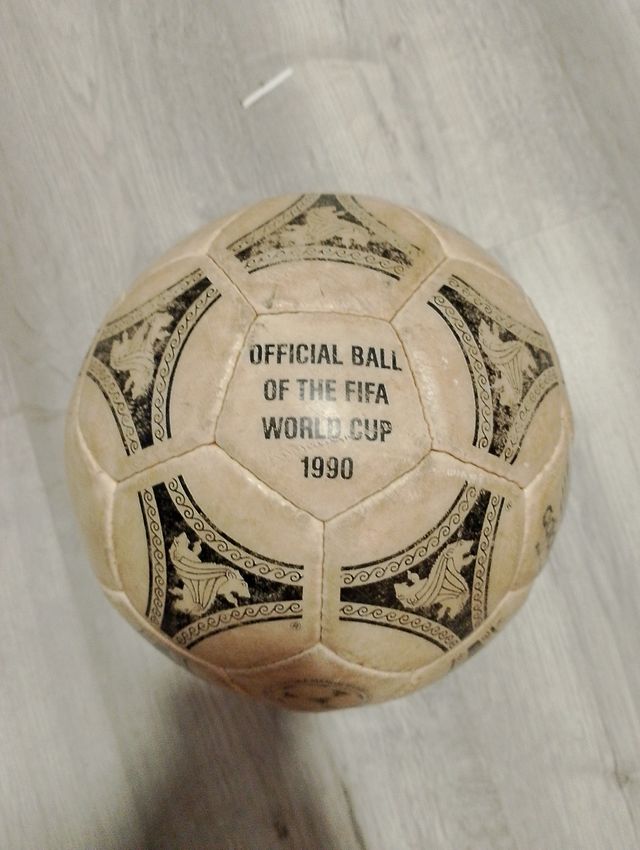 OFFICIAL BALL
OF THE FIFA
WORLD CUP
1990